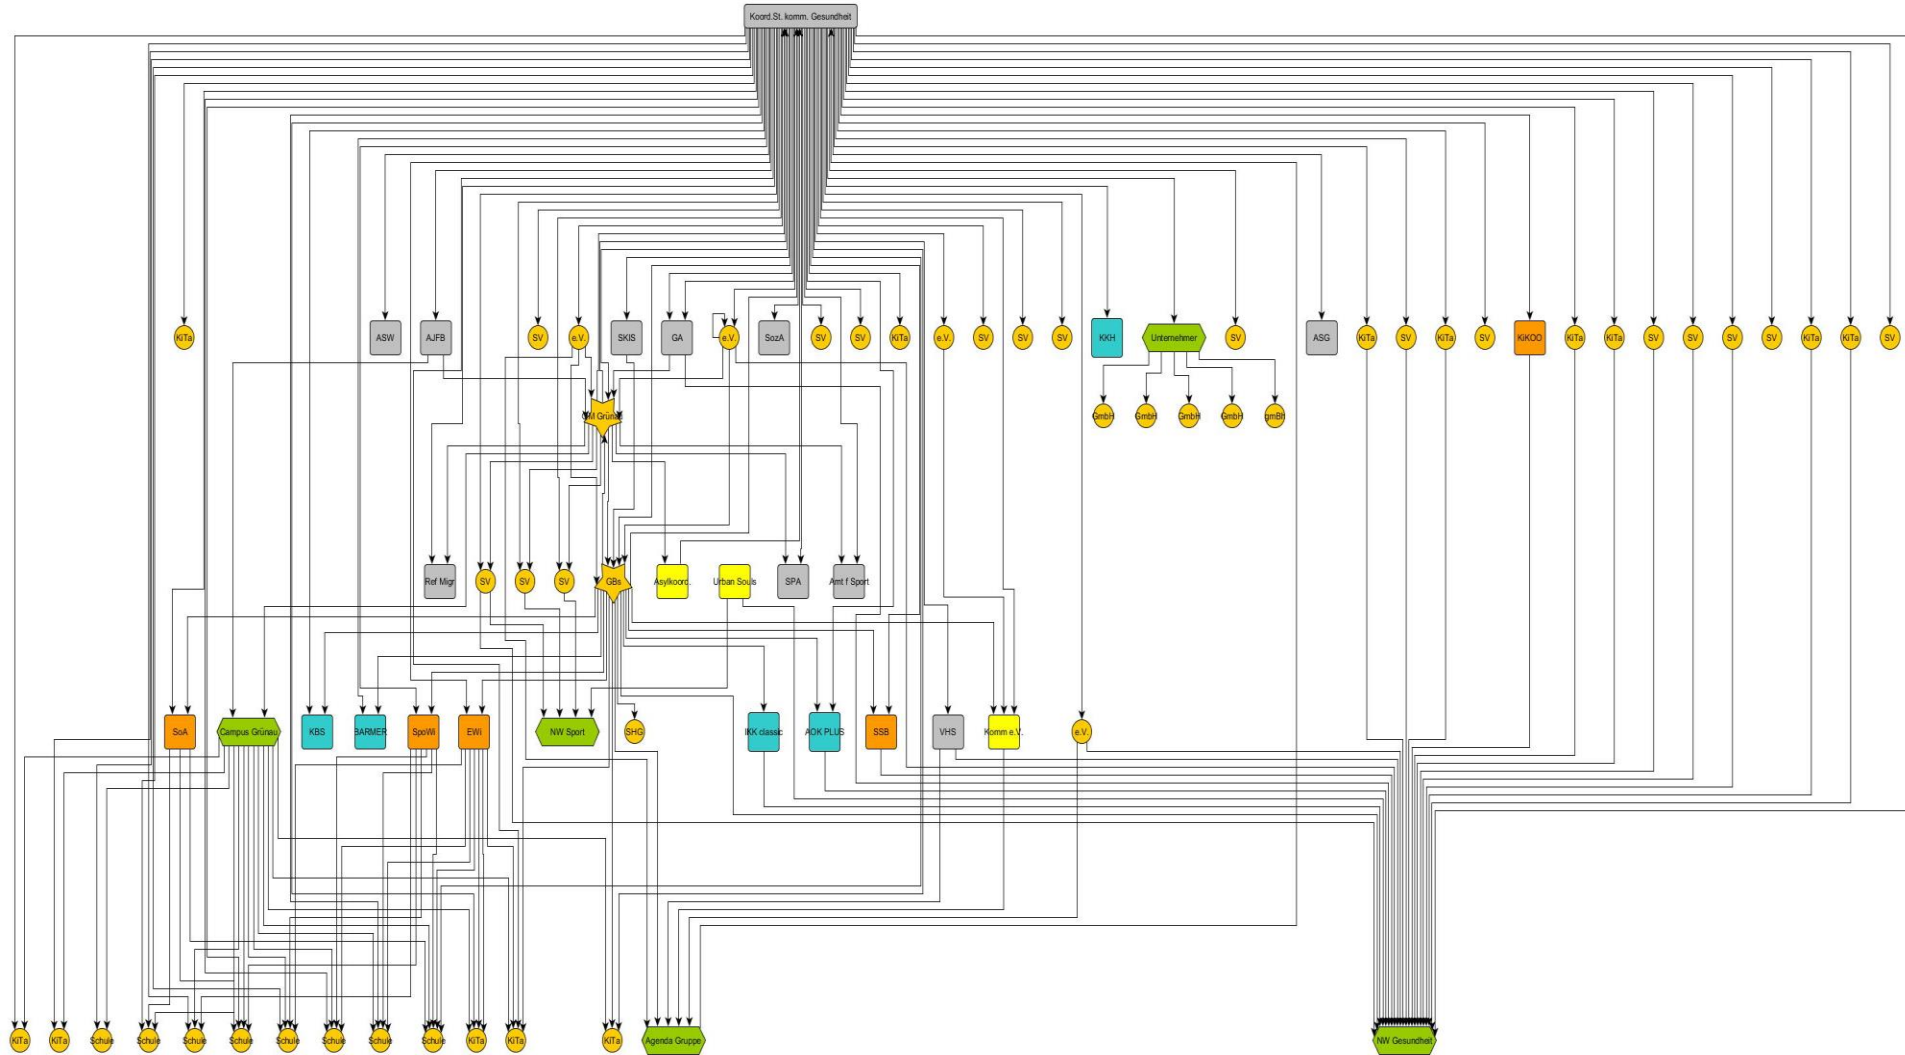 Koord.St. komm. Gesundheit
KiTa
ASW
AJFB
SV
e.V.
SKIS
GA
e.V.
SozA
SV
SV
KiTa
e.V.
SV
SV
SV
KKH
Unternehmer
SV
ASG
KiTa
SV
KiTa
SV
KiKOO
KiTa
KiTa
SV
SV
SV
SV
KiTa
KiTa
SV
GmbH
GmbH
GmbH
GmbH
gmBh
Ref Migr
SV
SV
SV
GBs
Asylkoord.
Urban Souls
SPA
Amt f Sport
SoA
Campus Grünau
KBS
BARMER
SpoWi
EWi
NW Sport
SHG
IKK classic
AOK PLUS
SSB
VHS
Komm e.V.
e.V.
KiTa
KiTa
Schule
Schule
Schule
Schule
Schule
Schule
Schule
Schule
KiTa
KiTa
KiTa
Agenda Gruppe
NW Gesundheit